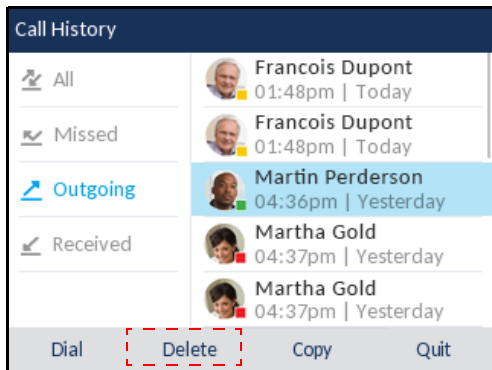 Call History
All
Missed
Outgoing
Received
Francois Dupont
01:48pm | Today
Francois Dupont
01:48pm | Today
Martin Perderson
04:36pm | Yesterday
Martha Gold
04:37pm | Yesterday
Martha Gold
04:37pm | Yesterday
Dial Delete Copy Quit